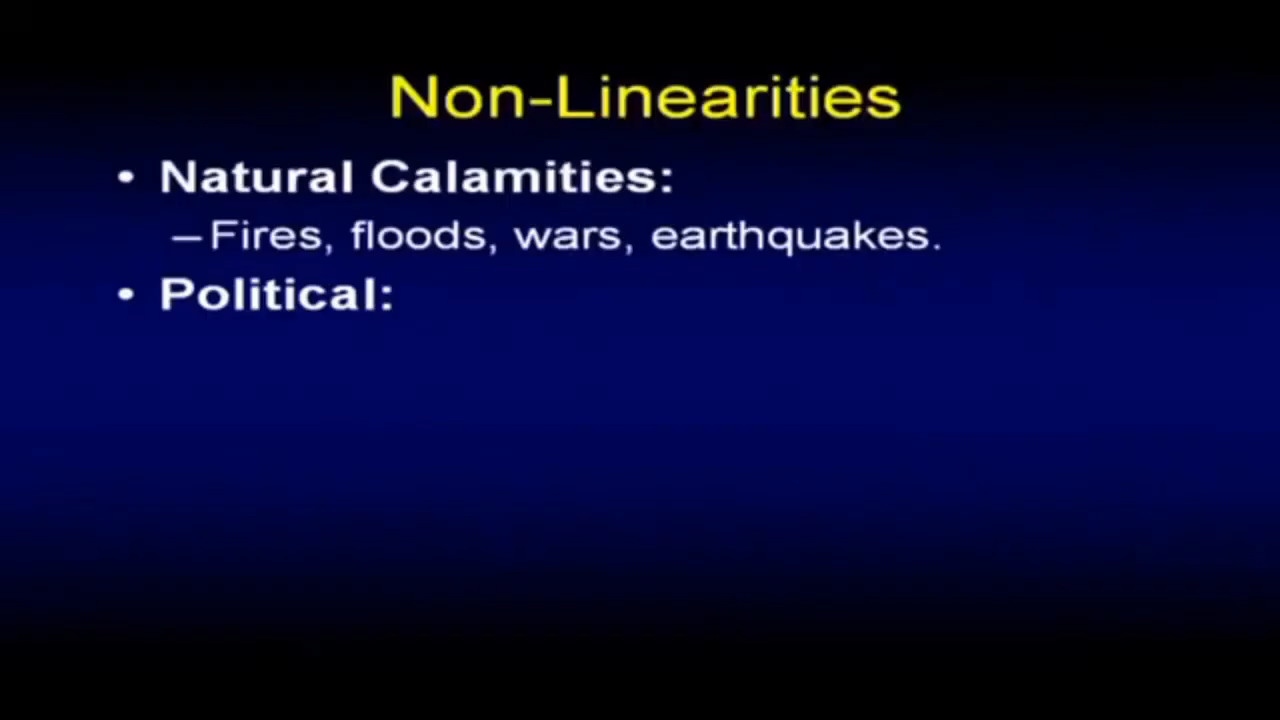 Non-Linearities
• Natural Calamities:
– Fires, floods, wars, earthquakes.
• Political: